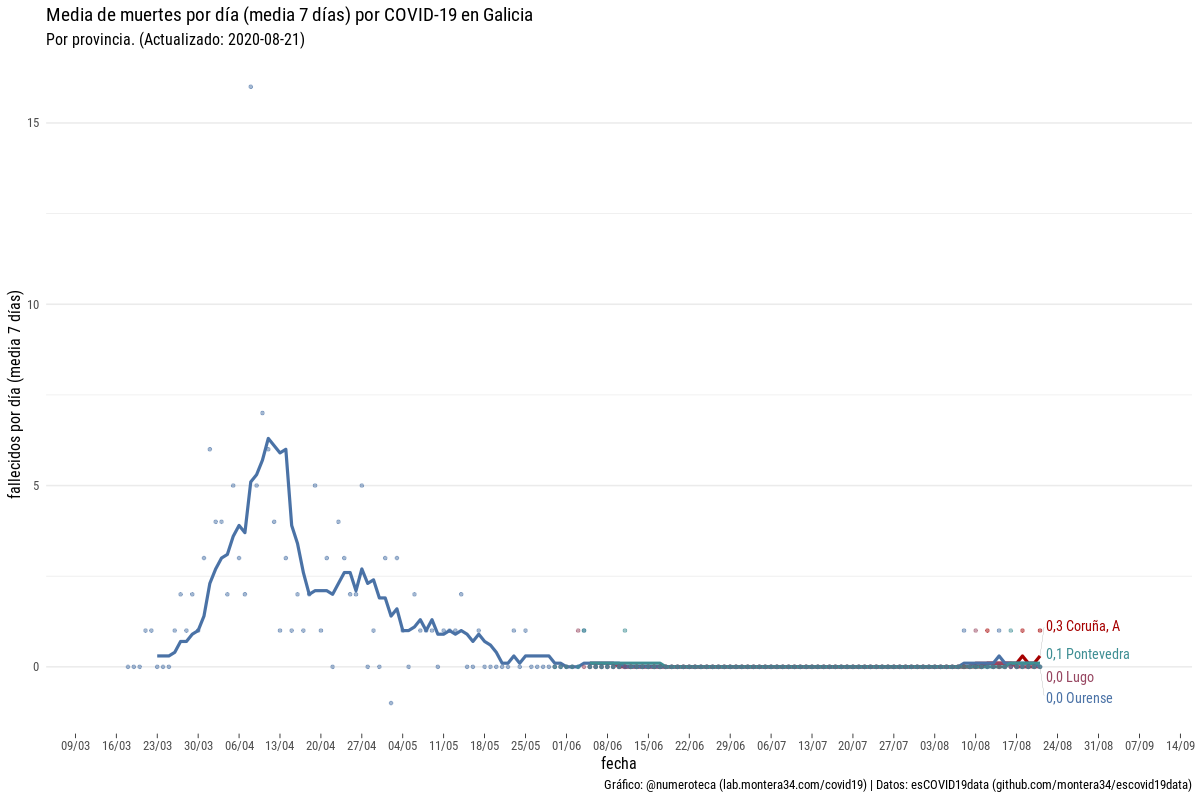 Media de muertes por día (media 7 días) por COVID-19 en Galicia
Por provincia. (Actualizado: 2020-08-21)
fallecidos por día (media 7 días)
15
10
5
0
0,3 Coruña, A
0,1 Pontevedra
0,0 Lugo
0,0 Ourense
09/03 16/03 23/03 30/03 06/04 13/04 20/04 27/04 04/05 11/05 18/05 25/05 01/06 08/06 15/06 22/06 29/06 06/07 13/07 20/07 27/07 03/08 10/08 17/08 24/08 31/08 07/09 14/09
fecha
Gráfico: @numeroteca (lab.montera34.com/covid19) | Datos: esCOVID19data (github.com/montera34/escovid19data)